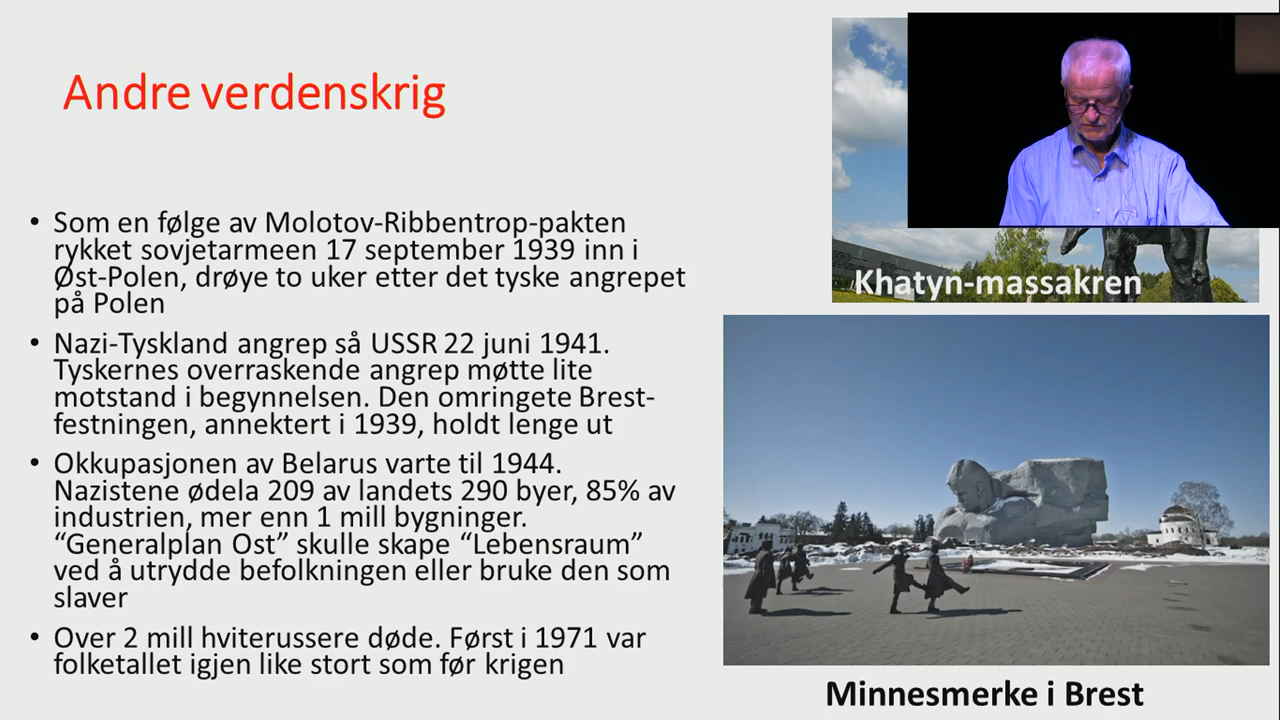 Andre verdenskrig
• Som en følge av Molotov-Ribbentrop-pakten
rykket sovjetarmeen 17 september 1939 inn i
Øst-Polen, drøye to uker etter det tyske angrepet
på Polen
• Nazi-Tyskland angrep så USSR 22 juni 1941.
Tyskernes overraskende angrep møtte lite
motstand i begynnelsen. Den omringete Brest-
festningen, annektert i 1939, holdt lenge ut
• Okkupasjonen av Belarus varte til 1944.
Nazistene ødela 209 av landets 290 byer, 85% av
industrien, mer enn 1 mill bygninger.
“Generalplan Ost” skulle skape “Lebensraum”
ved å utrydde befolkningen eller bruke den som
slaver
• Over 2 mill hviterussere døde. Først i 1971 var
folketallet igjen like stort som før krigen
Khatyn-massakren
Minnesmerke i Brest